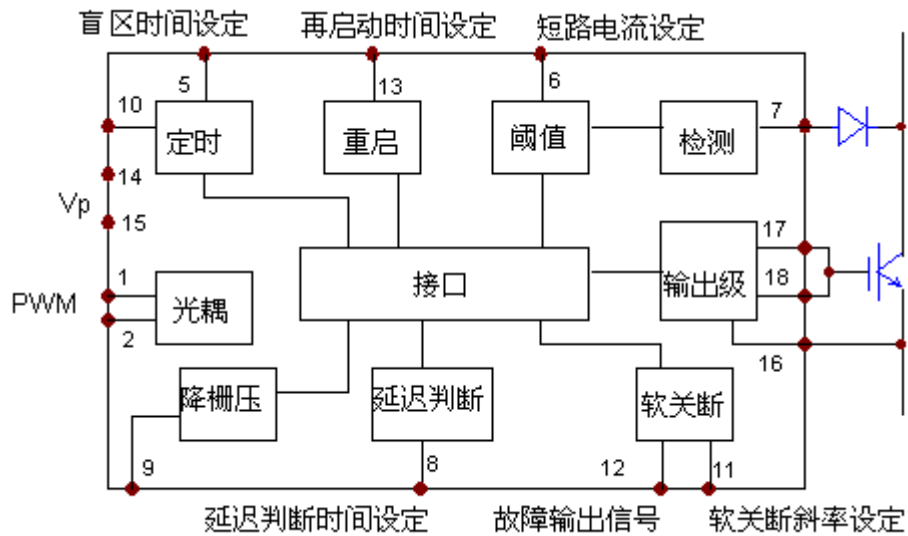 盲区时间设定 再启动时间设定 短路电流设定
5 13 6
10 7
定时 重启 阈值 检测
14
Vp
15 17
1 接口 输出级 18
PWM 光耦
2 16
降栅压 延迟判断 软关断
9 8 12 11
延迟判断时间设定 故障输出信号 软关断斜率设定